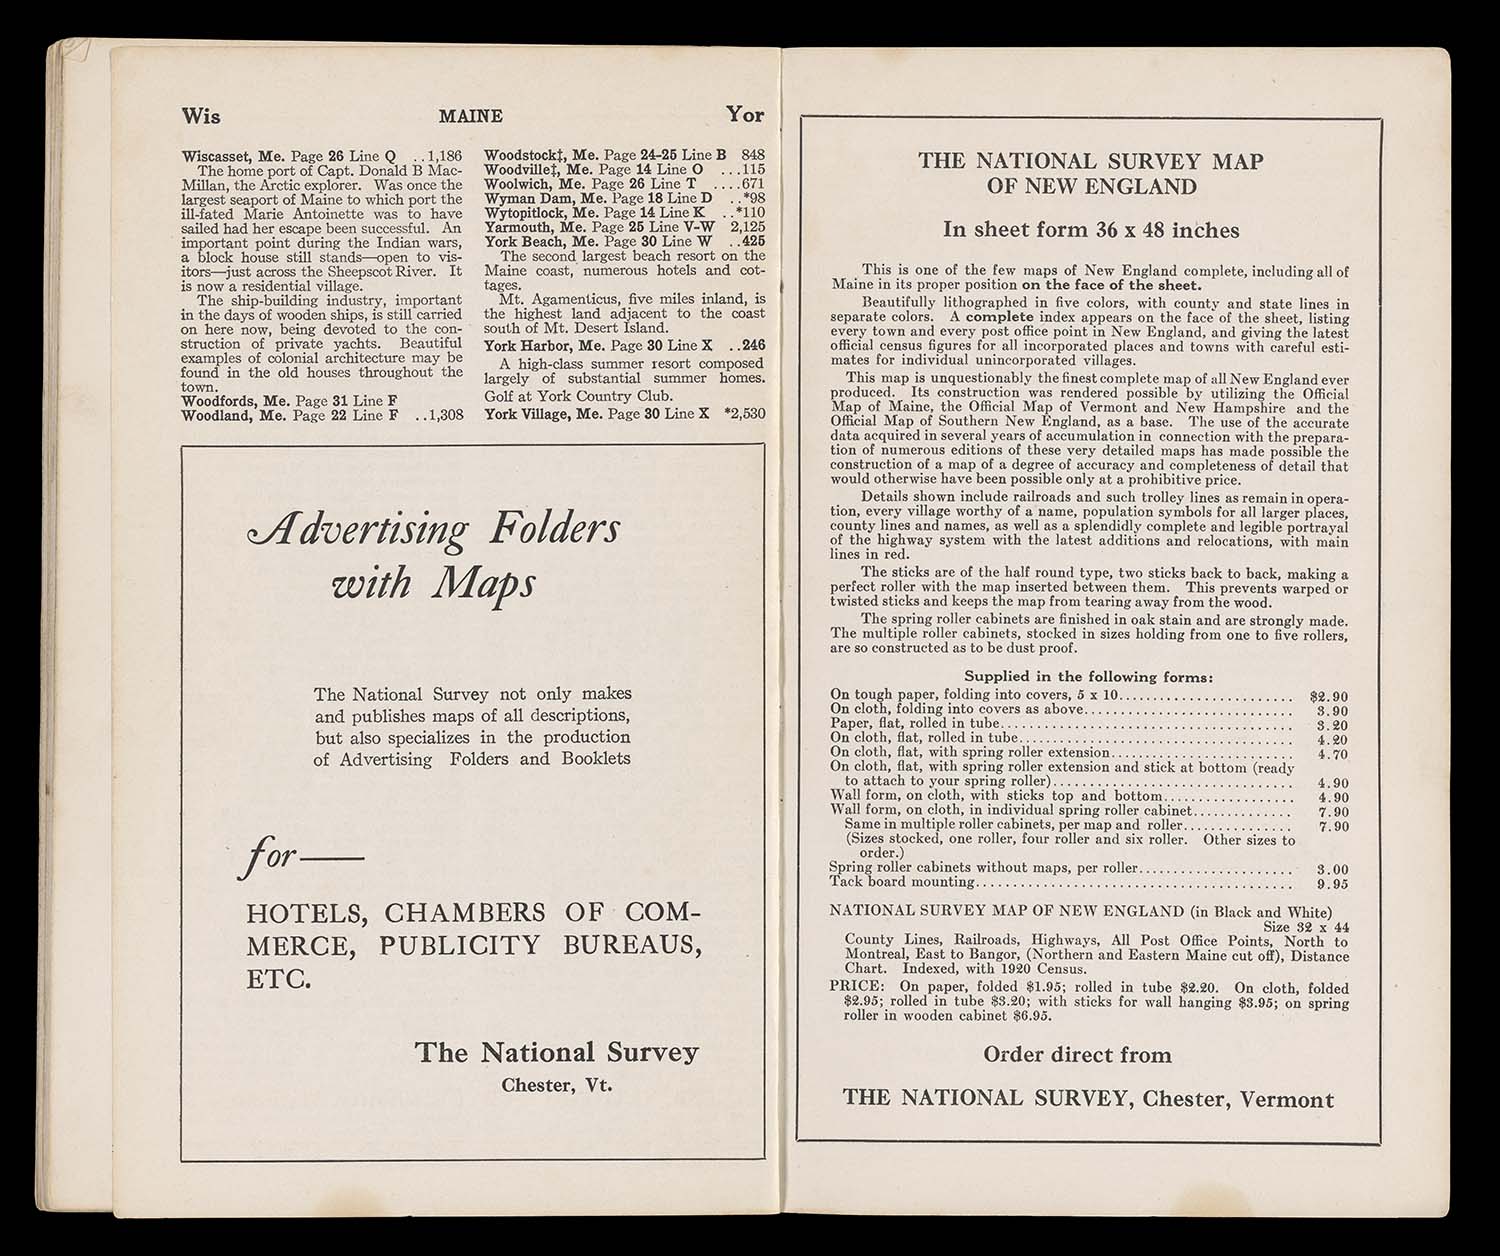 Wis MAINE Yor
Wiscasset, Me. Page 26 Line Q ..1,186
The home port of Capt. Donald B Mac-
Millan, the Arctic explorer. Was once the
largest seaport of Maine to which port the
ill-fated Marie Antoinette was to have
sailed had her escape been successful. An
important point during the Indian wars,
a block house still stands—open to vis-
itors—just across the Sheepscot River. It
is now a residential village.
The ship-building industry, important
in the days of wooden ships, is still carried
on here now, being devoted to the con-
struction of private yachts. Beautiful
examples of colonial architecture may be
found in the old houses throughout the
town.
Woodfords, Me. Page 31 Line F
Woodland, Me. Page 22 Line F ..1,308
Woodstock‡, Me. Page 24-25 Line B 848
Woodville‡, Me. Page 14 Line O ...115
Woolwich, Me. Page 26 Line T ....671
Wyman Dam, Me. Page 18 Line D ..*98
Wytopitlock, Me. Page 14 Line K ..*110
Yarmouth, Me. Page 25 Line V-W 2,125
York Beach, Me. Page 30 Line W ..425
The second largest beach resort on the
Maine coast, numerous hotels and cot-
tages.
Mt. Agamenticus, five miles inland, is
the highest land adjacent to the coast
south of Mt. Desert Island.
York Harbor, Me. Page 30 Line X ..246
A high-class summer resort composed
largely of substantial summer homes.
Golf at York Country Club.
York Village, Me. Page 30 Line X *2,530
Advertising Folders
with Maps
The National Survey not only makes
and publishes maps of all descriptions,
but also specializes in the production
of Advertising Folders and Booklets
for—
HOTELS, CHAMBERS OF COM-
MERCE, PUBLICITY BUREAUS,
ETC.
The National Survey
Chester, Vt.
THE NATIONAL SURVEY MAP
OF NEW ENGLAND
In sheet form 36 x 48 inches
This is one of the few maps of New England complete, including all of
Maine in its proper position on the face of the sheet.
Beautifully lithographed in five colors, with county and state lines in
separate colors. A complete index appears on the face of the sheet, listing
every town and every post office point in New England, and giving the latest
official census figures for all incorporated places and towns with careful esti-
mates for individual unincorporated villages.
This map is unquestionably the finest complete map of all New England ever
produced. Its construction was rendered possible by utilizing the Official
Map of Maine, the Official Map of Vermont and New Hampshire and the
Official Map of Southern New England, as a base. The use of the accurate
data acquired in several years of accumulation in connection with the prepara-
tion of numerous editions of these very detailed maps has made possible the
construction of a map of a degree of accuracy and completeness of detail that
would otherwise have been possible only at a prohibitive price.
Details shown include railroads and such trolley lines as remain in opera-
tion, every village worthy of a name, population symbols for all larger places,
county lines and names, as well as a splendidly complete and legible portrayal
of the highway system with the latest additions and relocations, with main
lines in red.
The sticks are of the half round type, two sticks back to back, making a
perfect roller with the map inserted between them. This prevents warped or
twisted sticks and keeps the map from tearing away from the wood.
The spring roller cabinets are finished in oak stain and are strongly made.
The multiple roller cabinets, stocked in sizes holding from one to five rollers,
are so constructed as to be dust proof.
Supplied in the following forms:
On tough paper, folding into covers, 5 x 10.......................... $2.90
On cloth, folding into covers as above............................... 3.90
Paper, flat, rolled in tube........................................... 3.20
On cloth, flat, rolled in tube........................................ 4.20
On cloth, flat, with spring roller extension........................... 4.70
On cloth, flat, with spring roller extension and stick at bottom (ready
to attach to your spring roller)................................. 4.90
Wall form, on cloth, with sticks top and bottom.................. 4.90
Wall form, on cloth, in individual spring roller cabinet.............. 7.90
Same in multiple roller cabinets, per map and roller............... 7.90
(Sizes stocked, one roller, four roller and six roller. Other sizes to
order.)
Spring roller cabinets without maps, per roller..................... 3.00
Tack board mounting........................................... 9.95
NATIONAL SURVEY MAP OF NEW ENGLAND (in Black and White)
Size 32 x 44
County Lines, Railroads, Highways, All Post Office Points, North to
Montreal, East to Bangor, (Northern and Eastern Maine cut off), Distance
Chart. Indexed, with 1920 Census.
PRICE: On paper, folded $1.95; rolled in tube $2.20. On cloth, folded
$2.95; rolled in tube $3.20; with sticks for wall hanging $3.95; on spring
roller in wooden cabinet $6.95.
Order direct from
THE NATIONAL SURVEY, Chester, Vermont